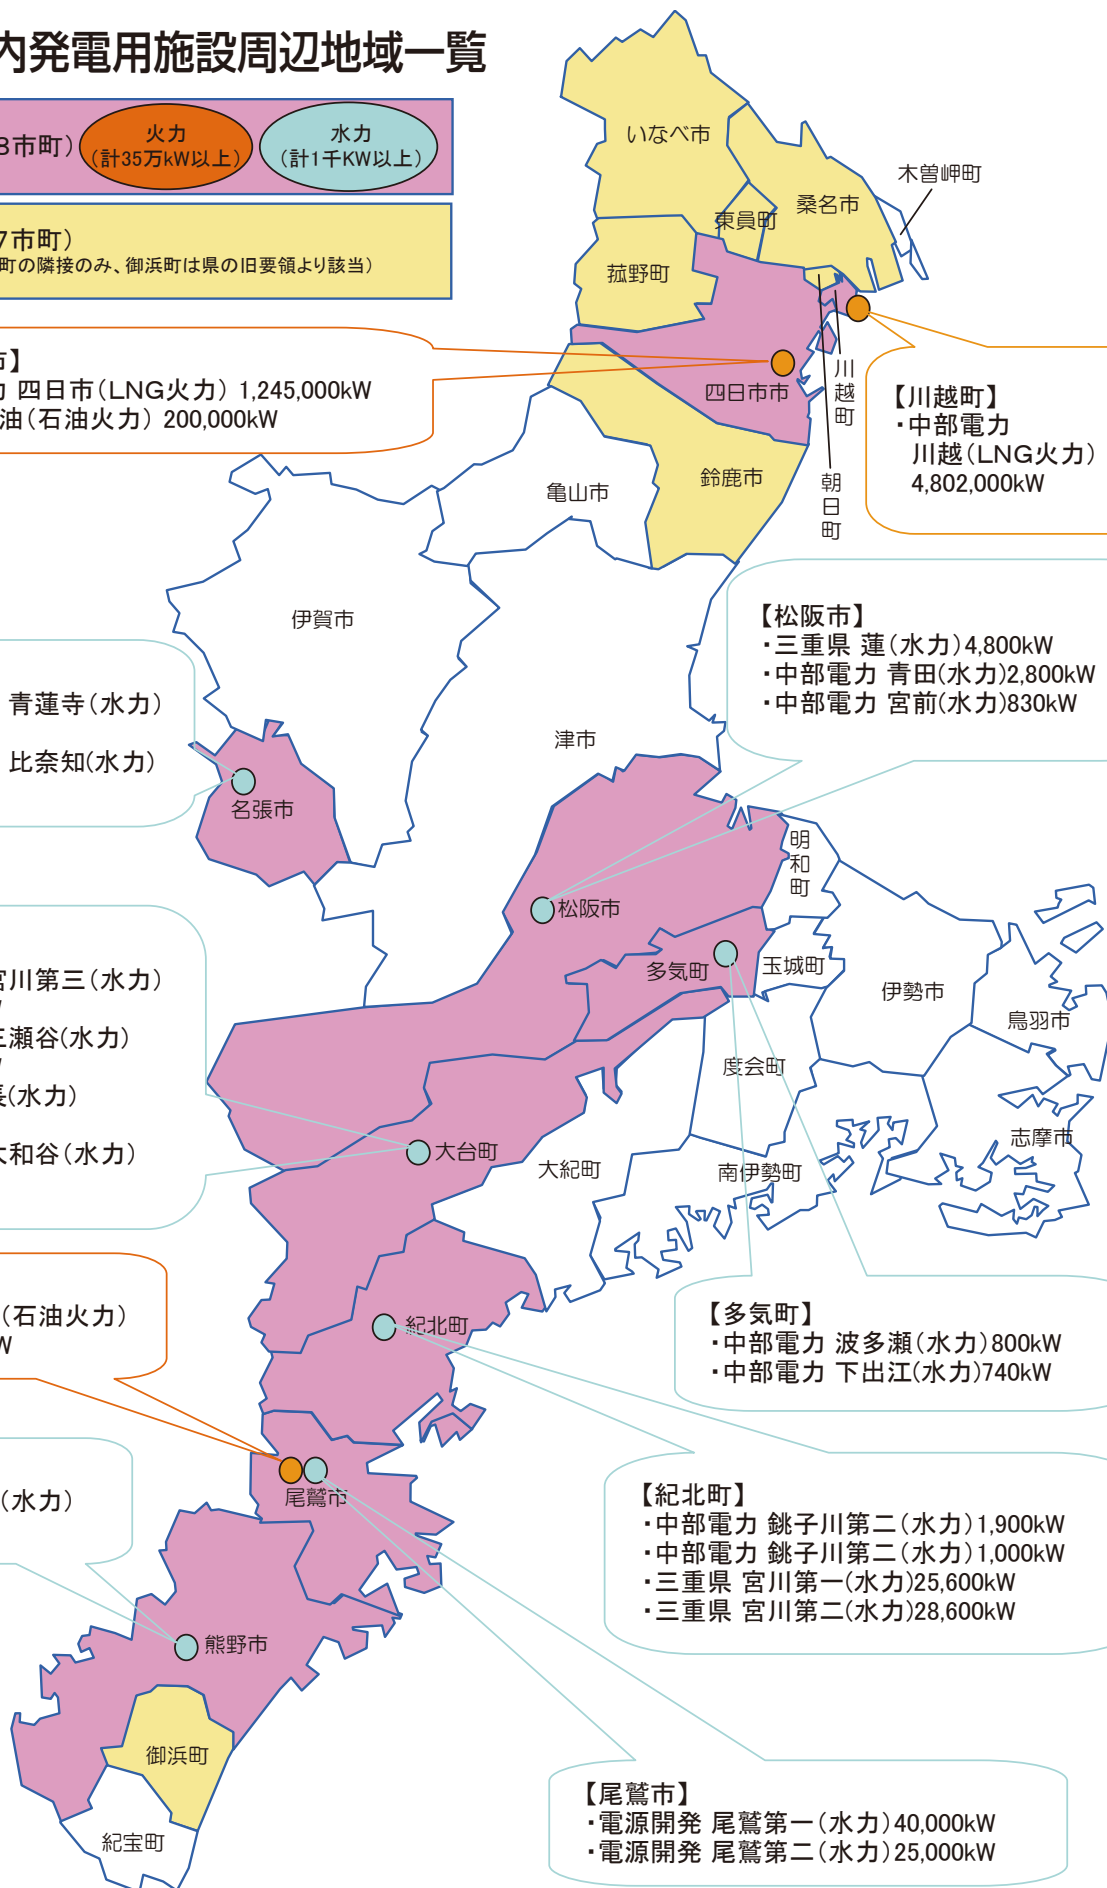 内発電用施設周辺地域一覧
8市町)
火力
(計35万kW以上)
水力
(計1千KW以上)
7市町)
町の隣接のみ、御浜町は県の旧要領より該当)
市】
力 四日市(LNG火力) 1,245,000kW
油(石油火力) 200,000kW
いなべ市
東員町
桑名市
木曽岬町
菰野町
四日市市
川越町
朝日町
【川越町】
・中部電力
川越(LNG火力)
4,802,000kW
鈴鹿市
亀山市
伊賀市
津市
【松阪市】
・三重県 蓮(水力)4,800kW
・中部電力 青田(水力)2,800kW
・中部電力 宮前(水力)830kW
青蓮寺(水力)
比奈知(水力)
名張市
松阪市
明和町
多気町
玉城町
伊勢市
鳥羽市
度会町
志摩市
宮川第三(水力)
W
三瀬谷(水力)
W
長(水力)
大和谷(水力)
大台町
大紀町
南伊勢町
(石油火力)
W
紀北町
【多気町】
・中部電力 波多瀬(水力)800kW
・中部電力 下出江(水力)740kW
(水力)
尾鷲市
【紀北町】
・中部電力 銚子川第二(水力)1,900kW
・中部電力 銚子川第二(水力)1,000kW
・三重県 宮川第一(水力)25,600kW
・三重県 宮川第二(水力)28,600kW
熊野市
御浜町
紀宝町
【尾鷲市】
・電源開発 尾鷲第一(水力)40,000kW
・電源開発 尾鷲第二(水力)25,000kW